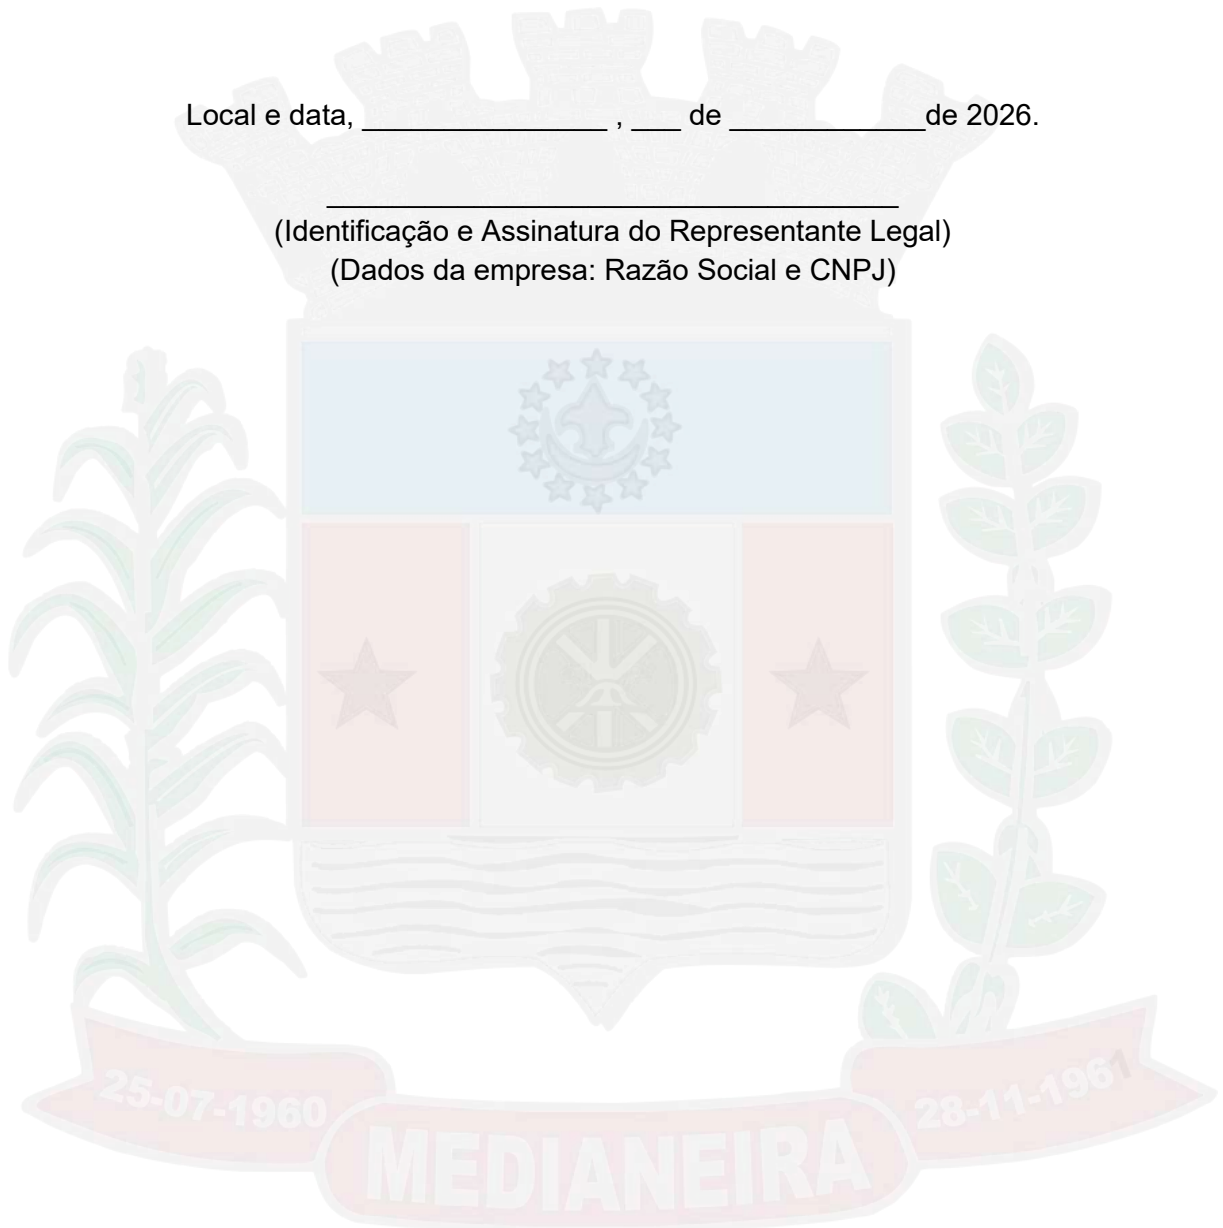 Local e data, _______________ , ___ de ____________de 2026.
___________________________________
(Identificação e Assinatura do Representante Legal)
(Dados da empresa: Razão Social e CNPJ)
25-07-1960
28-11-1961
MEDIANEIRA